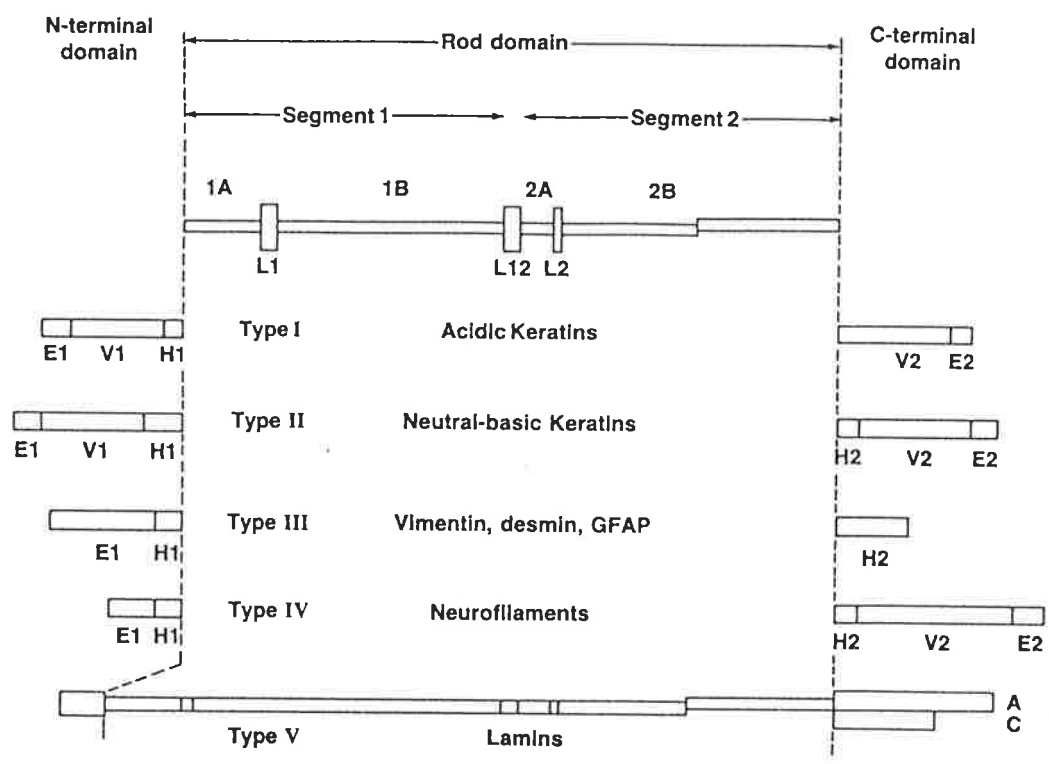 N-terminal
domain
Rod domain
C-terminal
domain
Segment 1
Segment 2
1A
1B
2A
2B
L1
L12
L2
Type I
Acidic Keratins
E1
V1
H1
V2
E2
Type II
Neutral-basic Keratins
E1
V1
H1
H2
V2
E2
Type III
Vimentin, desmin, GFAP
E1
H1
H2
Type IV
Neurofilaments
E1
H1
H2
V2
E2
A
C
Type V
Lamins